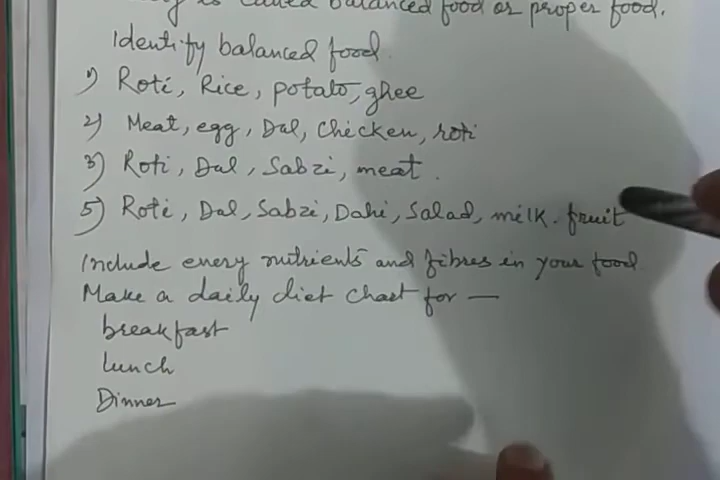 is called balanced food or proper food.
Identify balanced food.
1) Roti, Rice, potato, ghee
2) Meat, egg, Dal, Chicken, roti
3) Roti, Dal, Sabzi, meat.
5) Roti, Dal, Sabzi, Dahi, Salad, milk. fruit
Include every nutrients and fibres in your food
Make a daily diet chart for —
breakfast
lunch
Dinner